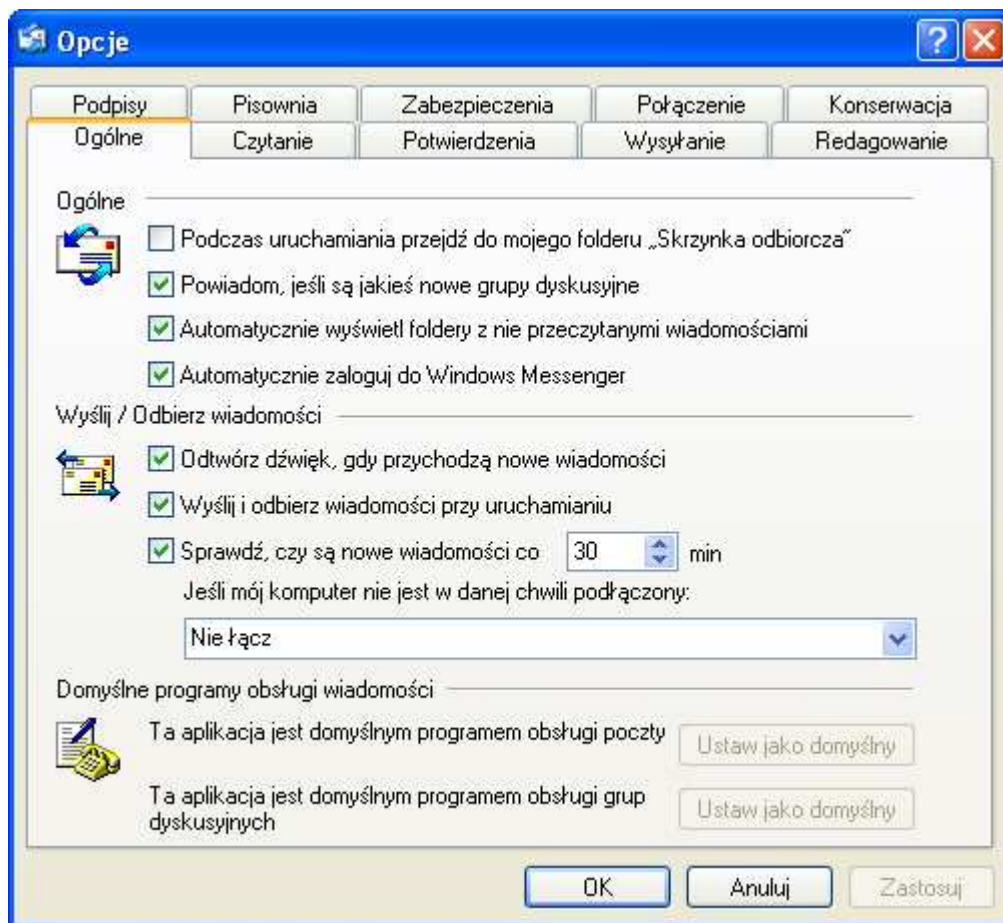 Opcje
Podpisy Pisownia Zabezpieczenia Połączenie Konserwacja
Ogólne Czytanie Potwierdzenia Wysyłanie Redagowanie
Ogólne
Podczas uruchamiania przejdź do mojego folderu „Skrzynka odbiorcza”
Powiadom, jeśli są jakieś nowe grupy dyskusyjne
Automatycznie wyświetl foldery z nie przeczytanymi wiadomościami
Automatycznie zaloguj do Windows Messenger
Wyślij / Odbierz wiadomości
Odtwórz dźwięk, gdy przychodzą nowe wiadomości
Wyślij i odbierz wiadomości przy uruchamianiu
Sprawdź, czy są nowe wiadomości co 30 min
Jeśli mój komputer nie jest w danej chwili podłączony:
Nie łącz
Domyślne programy obsługi wiadomości
Ta aplikacja jest domyślnym programem obsługi poczty Ustaw jako domyślny
Ta aplikacja jest domyślnym programem obsługi grup
dyskusyjnych Ustaw jako domyślny
OK Anuluj Zastosuj